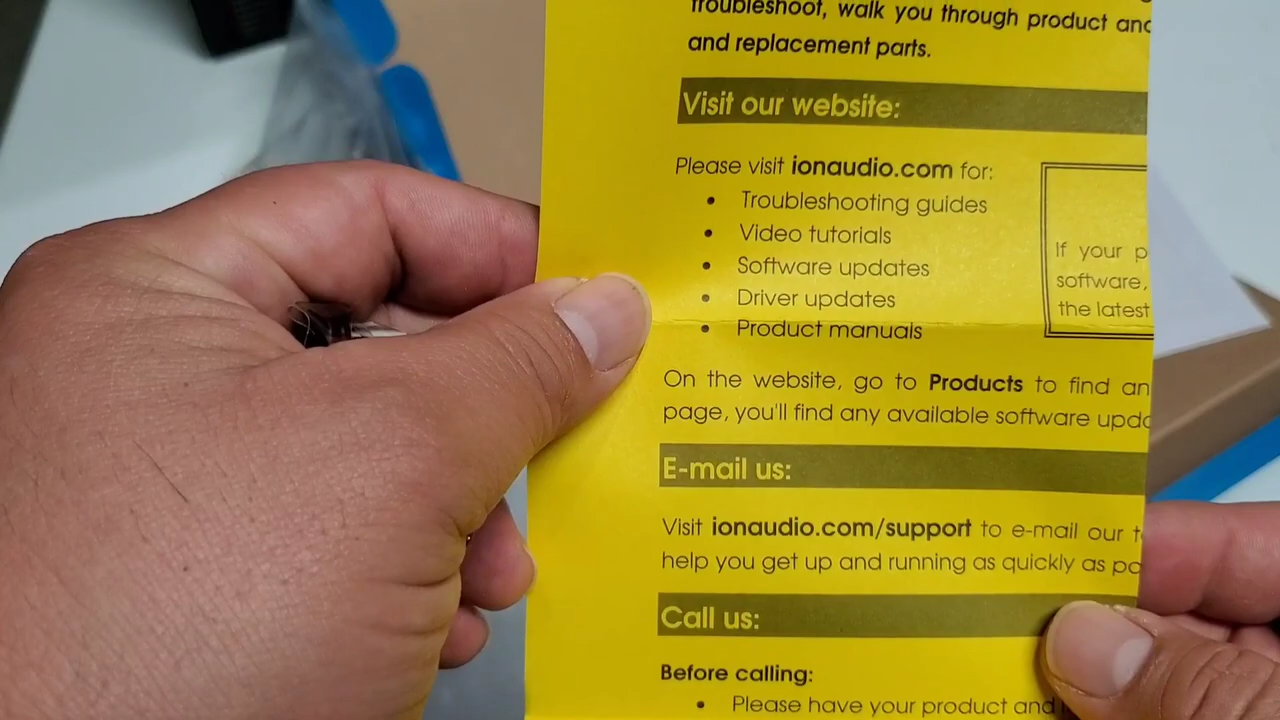 troubleshoot, walk you through product and
and replacement parts.
Visit our website:
Please visit ionaudio.com for:
• Troubleshooting guides
• Video tutorials
• Software updates
• Driver updates
• Product manuals
If your p
software,
the latest
On the website, go to Products to find an
page, you'll find any available software upda
E-mail us:
Visit ionaudio.com/support to e-mail our t
help you get up and running as quickly as po
Call us:
Before calling:
• Please have your product and